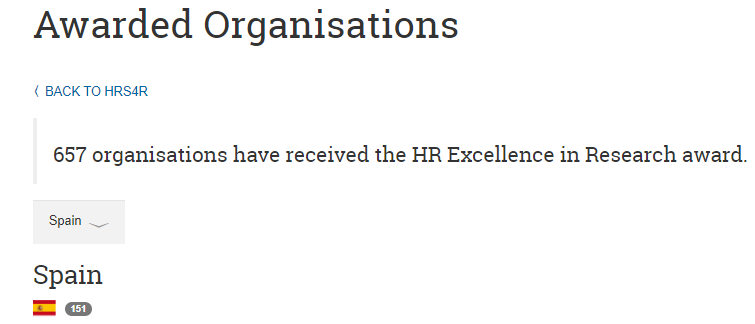 Awarded Organisations
〈 BACK TO HRS4R
657 organisations have received the HR Excellence in Research award.
Spain
Spain
151